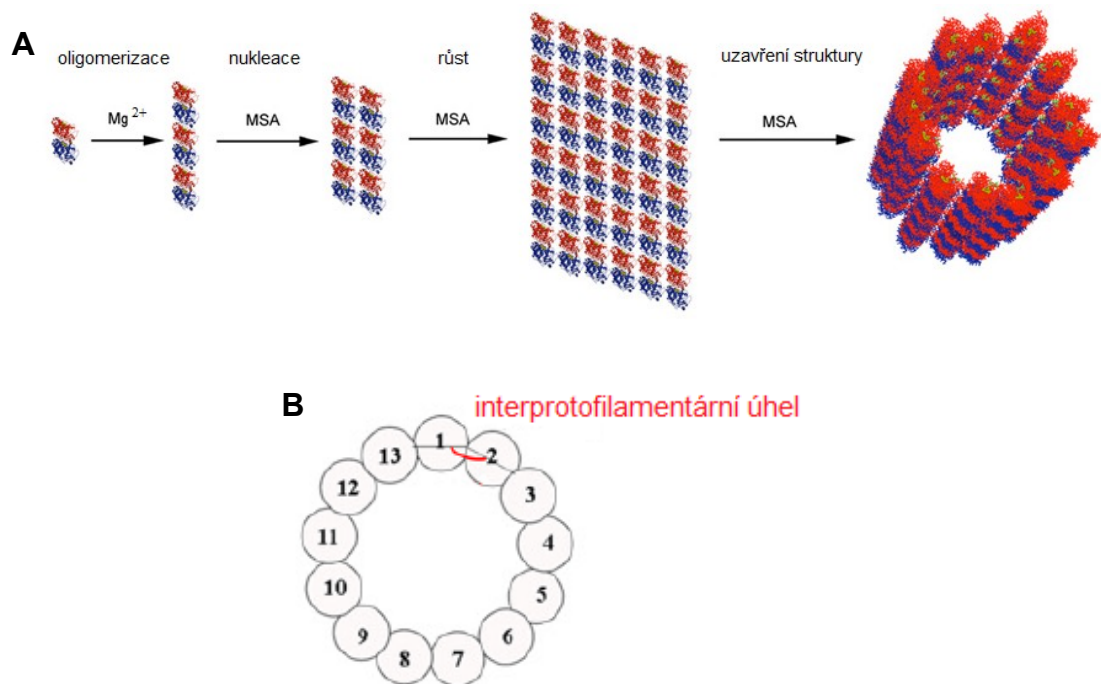 A
oligomerizace
nukleace
růst
uzavření struktury
Mg 2+
MSA
MSA
MSA
B
interprotofilamentární úhel
1
2
3
4
5
6
7
8
9
10
11
12
13